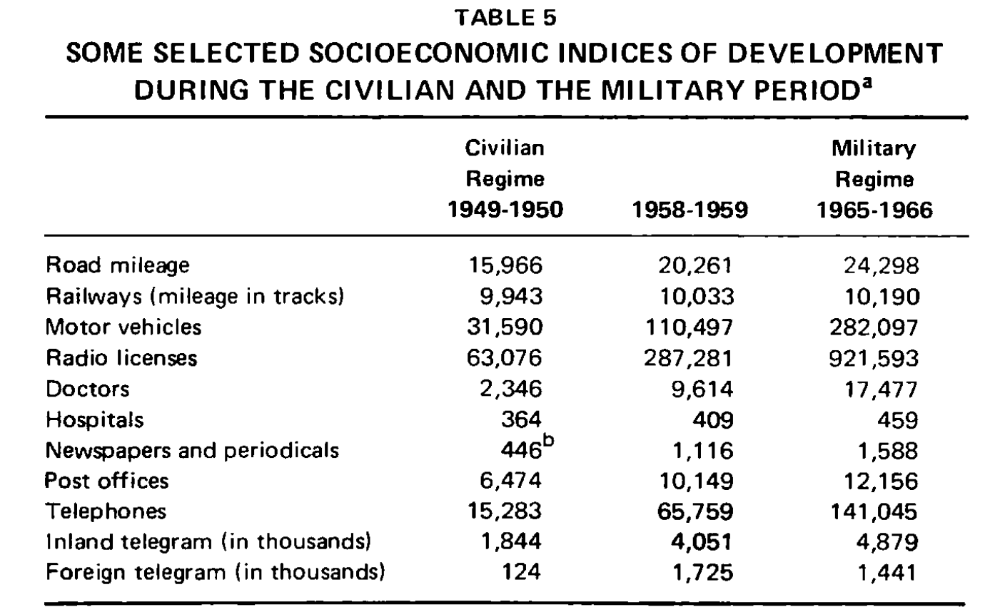 TABLE 5
SOME SELECTED SOCIOECONOMIC INDICES OF DEVELOPMENT
DURING THE CIVILIAN AND THE MILITARY PERIODa
Civilian Military
Regime Regime
1949-1950 1958-1959 1965-1966
Road mileage 15,966 20,261 24,298
Railways (mileage in tracks) 9,943 10,033 10,190
Motor vehicles 31,590 110,497 282,097
Radio licenses 63,076 287,281 921,593
Doctors 2,346 9,614 17,477
Hospitals 364 409 459
Newspapers and periodicals 446b 1,116 1,588
Post offices 6,474 10,149 12,156
Telephones 15,283 65,759 141,045
Inland telegram (in thousands) 1,844 4,051 4,879
Foreign telegram (in thousands) 124 1,725 1,441